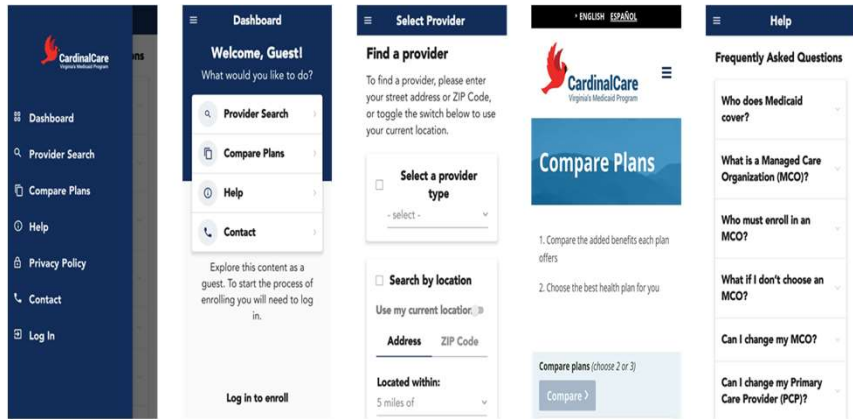 CardinalCare
Virginia's Medicaid Program
ns
Dashboard
Provider Search
Compare Plans
Help
Privacy Policy
Contact
Log In
Dashboard
Welcome, Guest!
What would you like to do?
Provider Search
Compare Plans
Help
Contact
Explore this content as a
guest. To start the process of
enrolling you will need to log
in.
Log in to enroll
Select Provider
Find a provider
To find a provider, please enter
your street address or ZIP Code,
or toggle the switch below to use
your current location.
Select a provider
type
- select -
Search by location
Use my current location
Address ZIP Code
Located within:
5 miles of
ENGLISH ESPAÑOL
CardinalCare
Virginia's Medicaid Program
Compare Plans
1. Compare the added benefits each plan
offers
2. Choose the best health plan for you
Compare plans (choose 2 or 3)
Compare >
Help
Frequently Asked Questions
Who does Medicaid
cover?
What is a Managed Care
Organization (MCO)?
Who must enroll in an
MCO?
What if I don't choose an
MCO?
Can I change my MCO?
Can I change my Primary
Care Provider (PCP)?